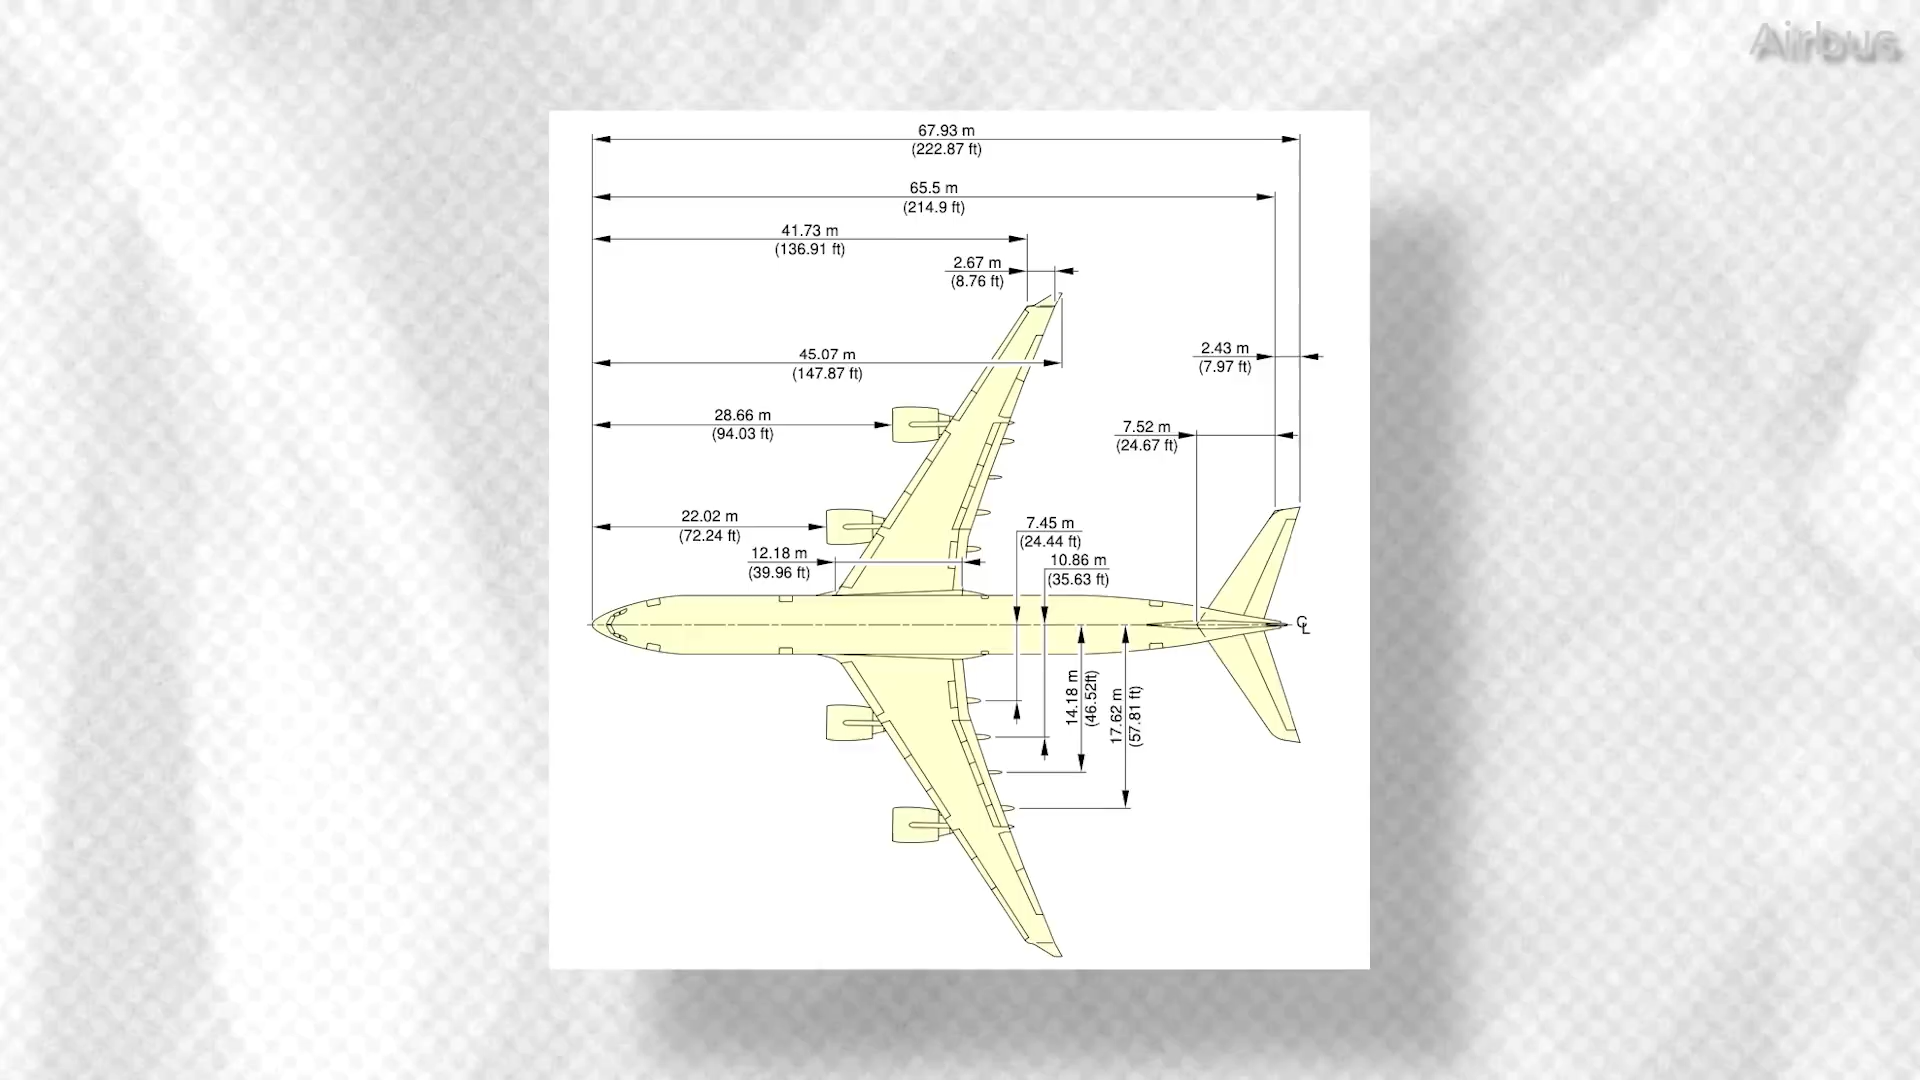 Airbus
67.93 m
(222.87 ft)
65.5 m
(214.9 ft)
41.73 m
(136.91 ft)
2.67 m
(8.76 ft)
45.07 m
(147.87 ft)
2.43 m
(7.97 ft)
28.66 m
(94.03 ft)
7.52 m
(24.67 ft)
22.02 m
(72.24 ft)
7.45 m
(24.44 ft)
12.18 m
(39.96 ft)
10.86 m
(35.63 ft)
CL
14.18 m
(46.52ft)
17.62 m
(57.81 ft)